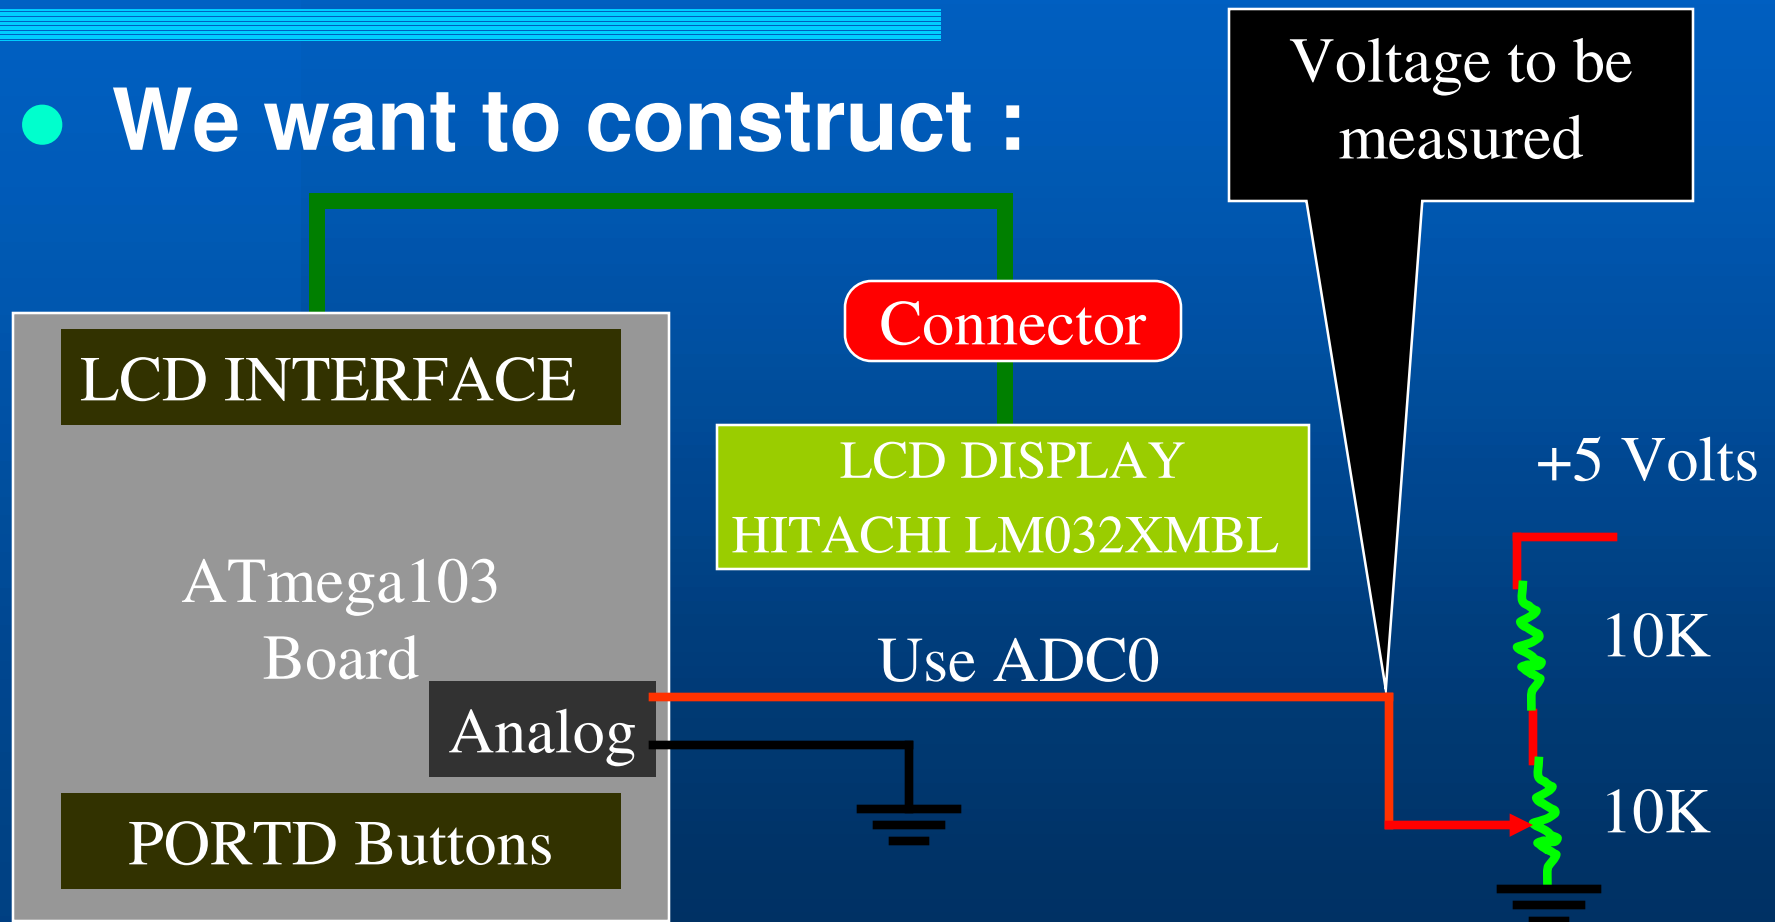 We want to construct :
Voltage to be
measured
Connector
LCD INTERFACE
LCD DISPLAY
HITACHI LM032XMBL
+5 Volts
ATmega103
Board
Use ADC0
10K
Analog
10K
PORTD Buttons